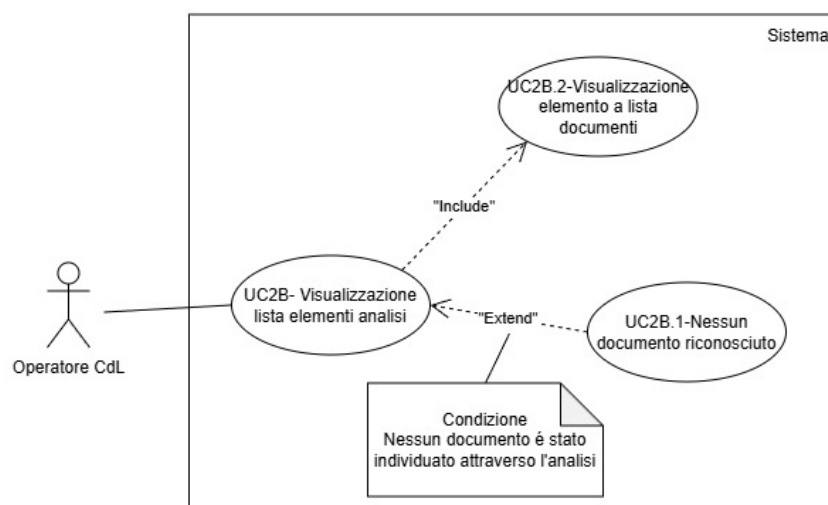 Sistema
UC2B.2-Visualizzazione
elemento a lista
documenti
"Include"
UC2B- Visualizzazione
lista elementi analisi
"Extend"
UC2B.1-Nessun
documento riconosciuto
Operatore CdL
Condizione
Nessun documento é stato
individuato attraverso l'analisi